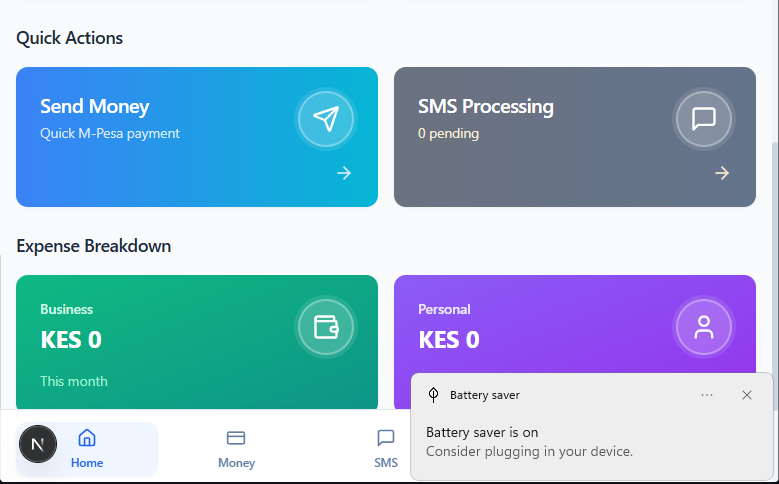 Quick Actions
Send Money
Quick M-Pesa payment
SMS Processing
0 pending
Expense Breakdown
Business
KES 0
This month
Personal
KES 0
Battery saver
Battery saver is on
Consider plugging in your device.
N
Home
Money
SMS